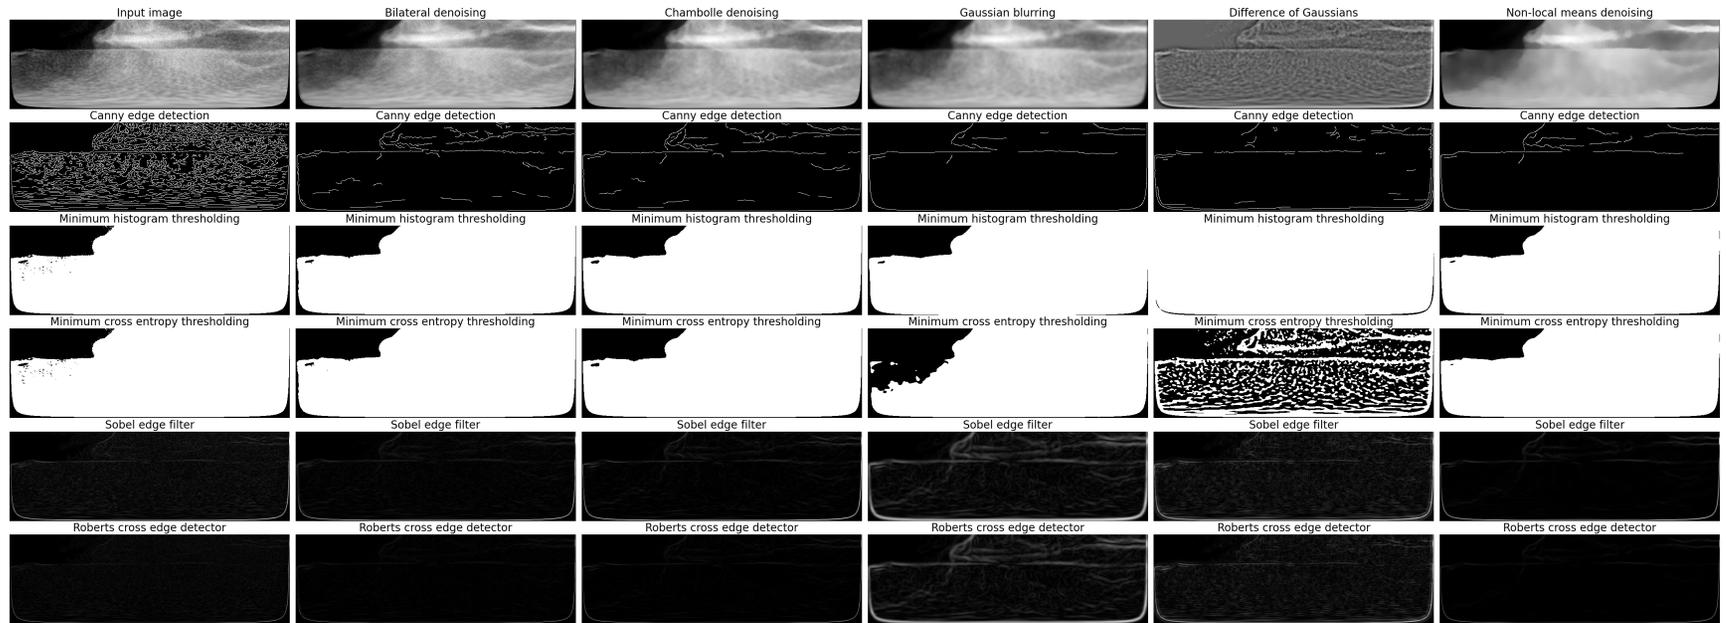 Input image
Bilateral denoising
Chambolle denoising
Gaussian blurring
Difference of Gaussians
Non-local means denoising
Canny edge detection
Canny edge detection
Canny edge detection
Canny edge detection
Canny edge detection
Canny edge detection
Minimum histogram thresholding
Minimum histogram thresholding
Minimum histogram thresholding
Minimum histogram thresholding
Minimum histogram thresholding
Minimum histogram thresholding
Minimum cross entropy thresholding
Minimum cross entropy thresholding
Minimum cross entropy thresholding
Minimum cross entropy thresholding
Minimum cross entropy thresholding
Minimum cross entropy thresholding
Sobel edge filter
Sobel edge filter
Sobel edge filter
Sobel edge filter
Sobel edge filter
Sobel edge filter
Roberts cross edge detector
Roberts cross edge detector
Roberts cross edge detector
Roberts cross edge detector
Roberts cross edge detector
Roberts cross edge detector